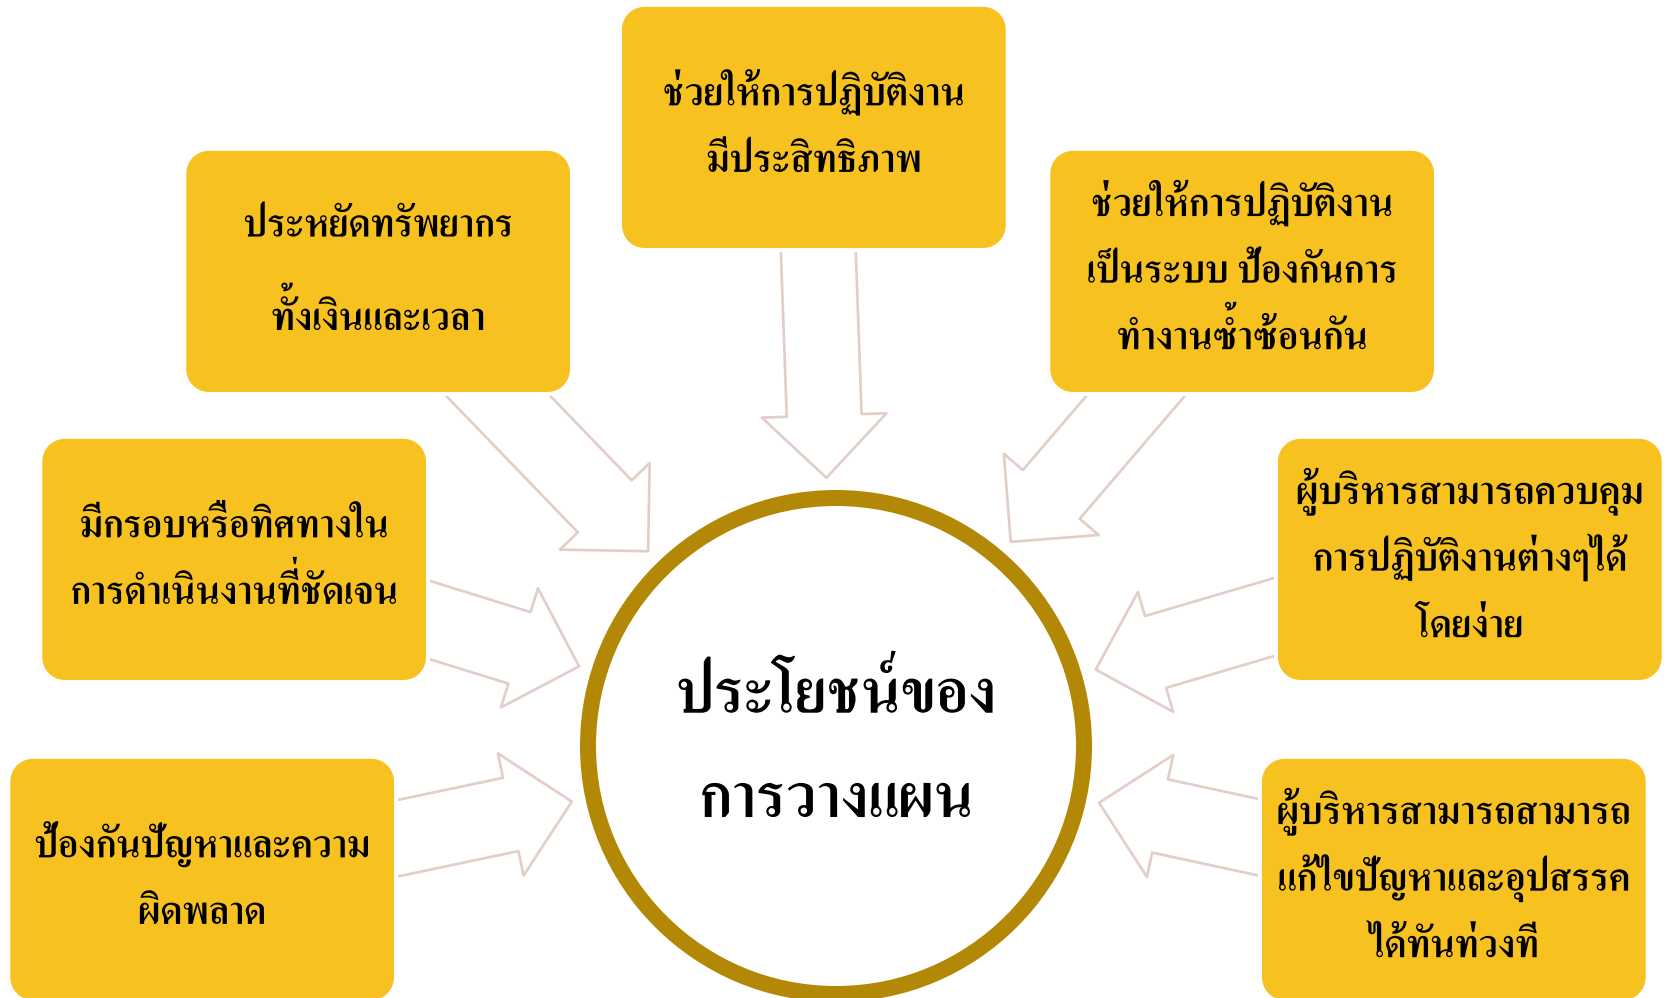 ช่วยให้การปฏิบัติงาน
มีประสิทธิภาพ
ประหยัดทรัพยากร
ทั้งเงินและเวลา
ช่วยให้การปฏิบัติงาน
เป็นระบบ ป้องกันการ
ทำงานซ้ำซ้อนกัน
มีกรอบหรือทิศทางใน
การดำเนินงานที่ชัดเจน
ผู้บริหารสามารถควบคุม
การปฏิบัติงานต่างๆได้
โดยง่าย
ประโยชน์ของ
การวางแผน
ป้องกันปัญหาและความ
ผิดพลาด
ผู้บริหารสามารถสามารถ
แก้ไขปัญหาและอุปสรรค
ได้ทันท่วงที